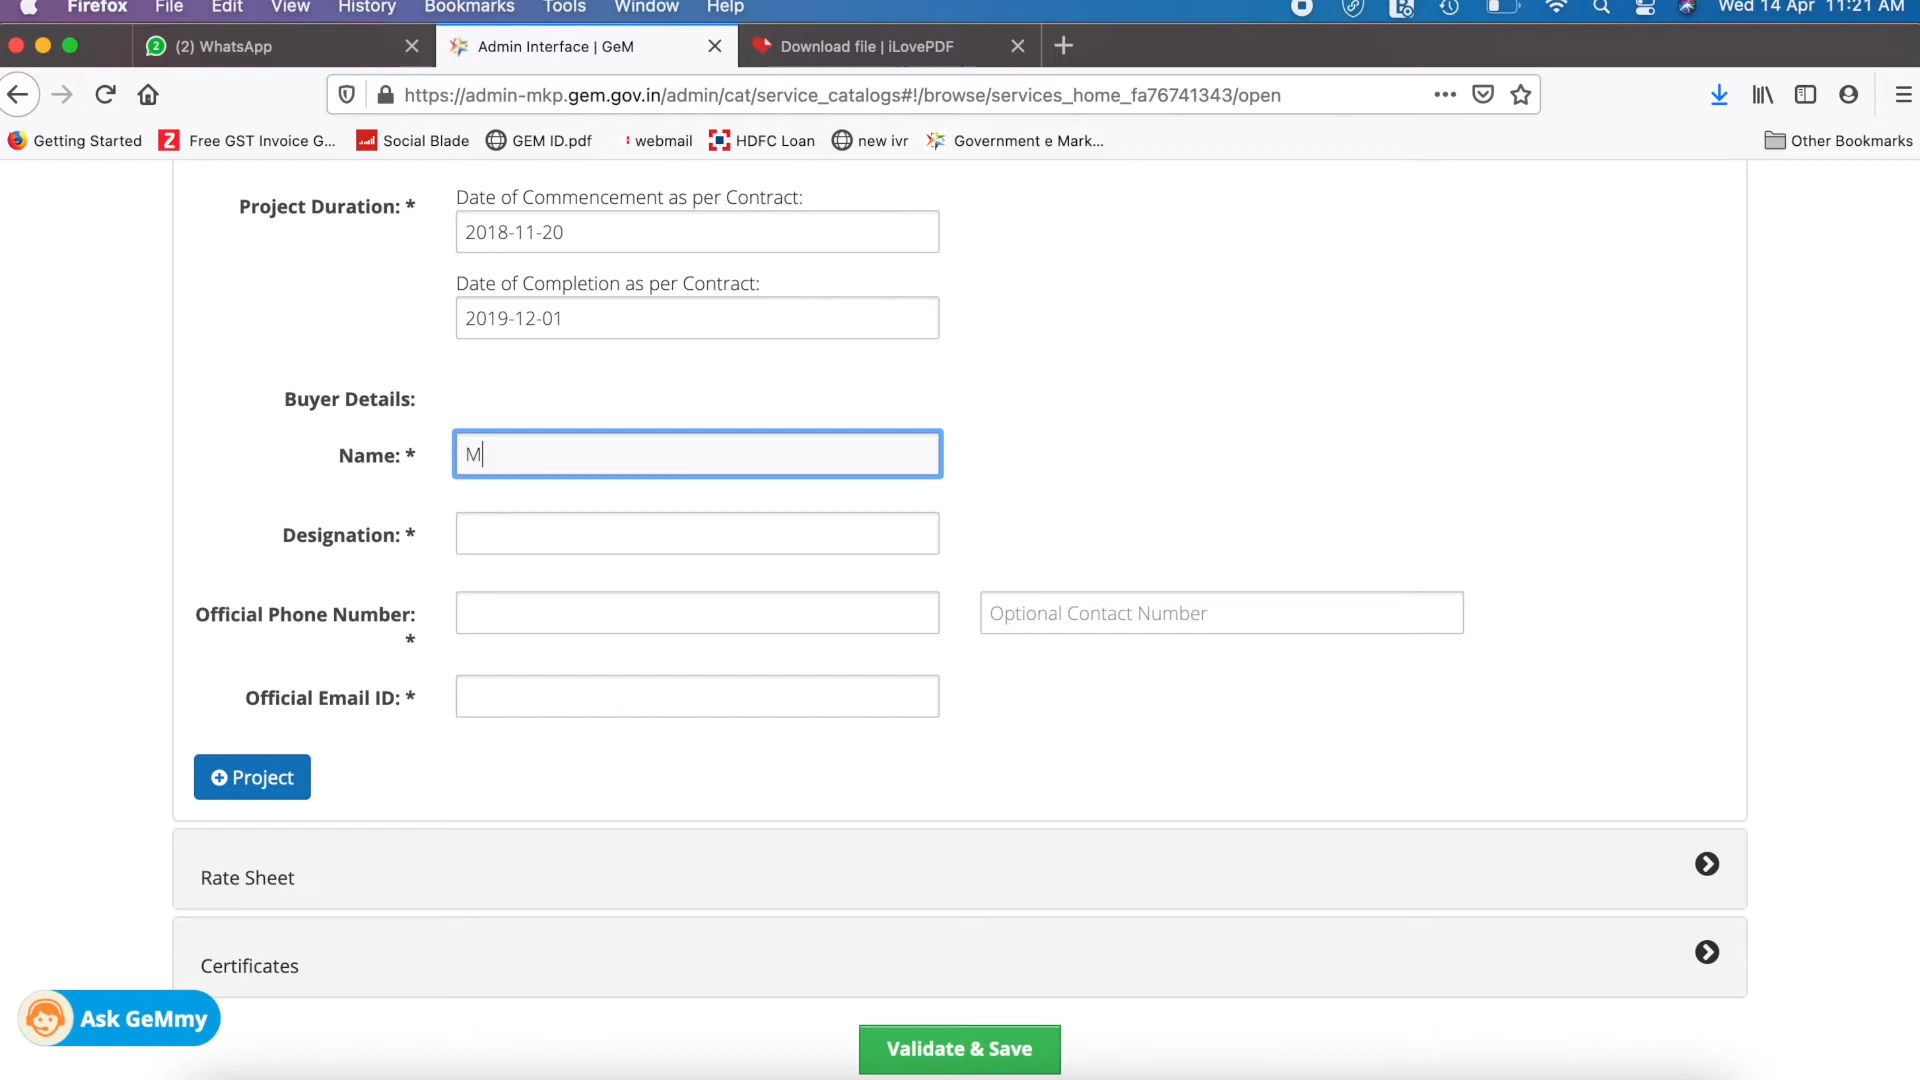 Firefox File Edit View History Bookmarks Tools Window Help Wed 14 Apr 11:21 AM
(2) WhatsApp Admin Interface | GeM Download file | iLovePDF
https://admin-mkp.gem.gov.in/admin/cat/service_catalogs#!/browse/services_home_fa76741343/open
Getting Started Free GST Invoice G... Social Blade GEM ID.pdf webmail HDFC Loan new ivr Government e Mark... Other Bookmarks
Date of Commencement as per Contract:
Project Duration: *
2018-11-20
Date of Completion as per Contract:
2019-12-01
Buyer Details:
Name: * M
Designation: *
Official Phone Number: Optional Contact Number
*
Official Email ID: *
Project
Rate Sheet
Certificates
Ask GeMmy
Validate & Save